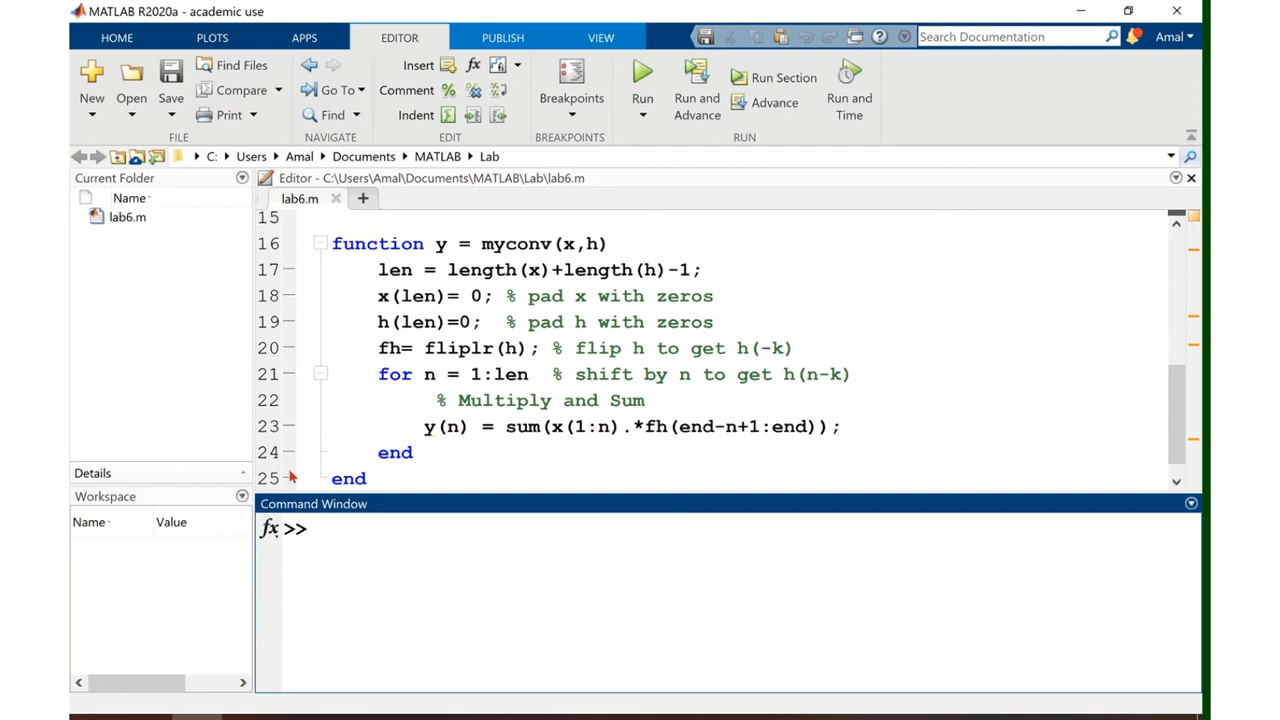 MATLAB R2020a - academic use
HOME PLOTS APPS EDITOR PUBLISH VIEW Search Documentation Amal
New Open Save Find Files Compare Print
Go To Find
Insert fx
Comment %
Indent
Breakpoints
Run Run and Advance Run Section Advance Run and Time
FILE NAVIGATE EDIT BREAKPOINTS RUN
C: Users Amal Documents MATLAB Lab
Current Folder
Name
lab6.m
Details
Workspace
Name Value
Editor - C:\Users\Amal\Documents\MATLAB\Lab\lab6.m
lab6.m
15
16 function y = myconv(x,h)
17 len = length(x)+length(h)-1;
18 x(len)= 0; % pad x with zeros
19 h(len)=0; % pad h with zeros
20 fh= fliplr(h); % flip h to get h(-k)
21 for n = 1:len % shift by n to get h(n-k)
22 % Multiply and Sum
23 y(n) = sum(x(1:n).*fh(end-n+1:end));
24 end
25 end
Command Window
fx >>